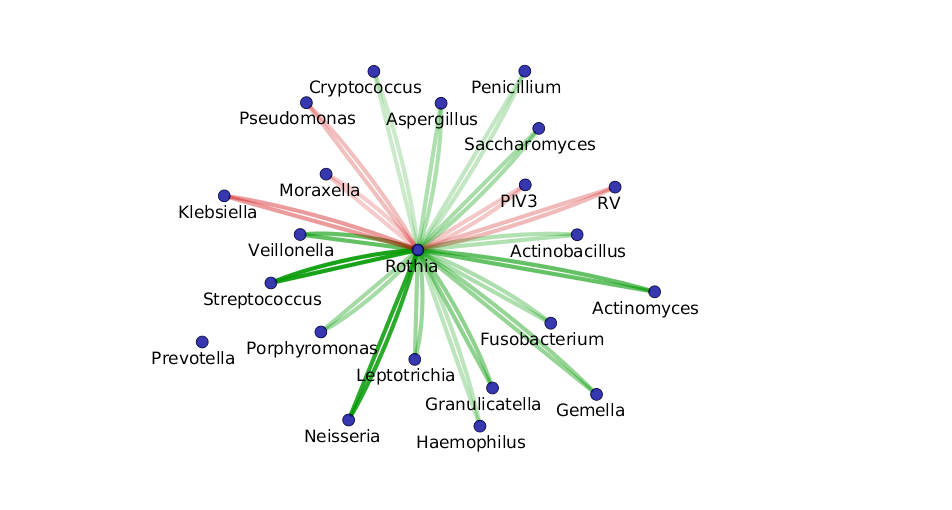 Cryptococcus
Penicillium
Pseudomonas
Aspergillus
Saccharomyces
Moraxella
PIV3
RV
Klebsiella
Veillonella
Actinobacillus
Rothia
Streptococcus
Actinomyces
Fusobacterium
Porphyromonas
Prevotella
Leptotrichia
Granulicatella
Gemella
Neisseria
Haemophilus